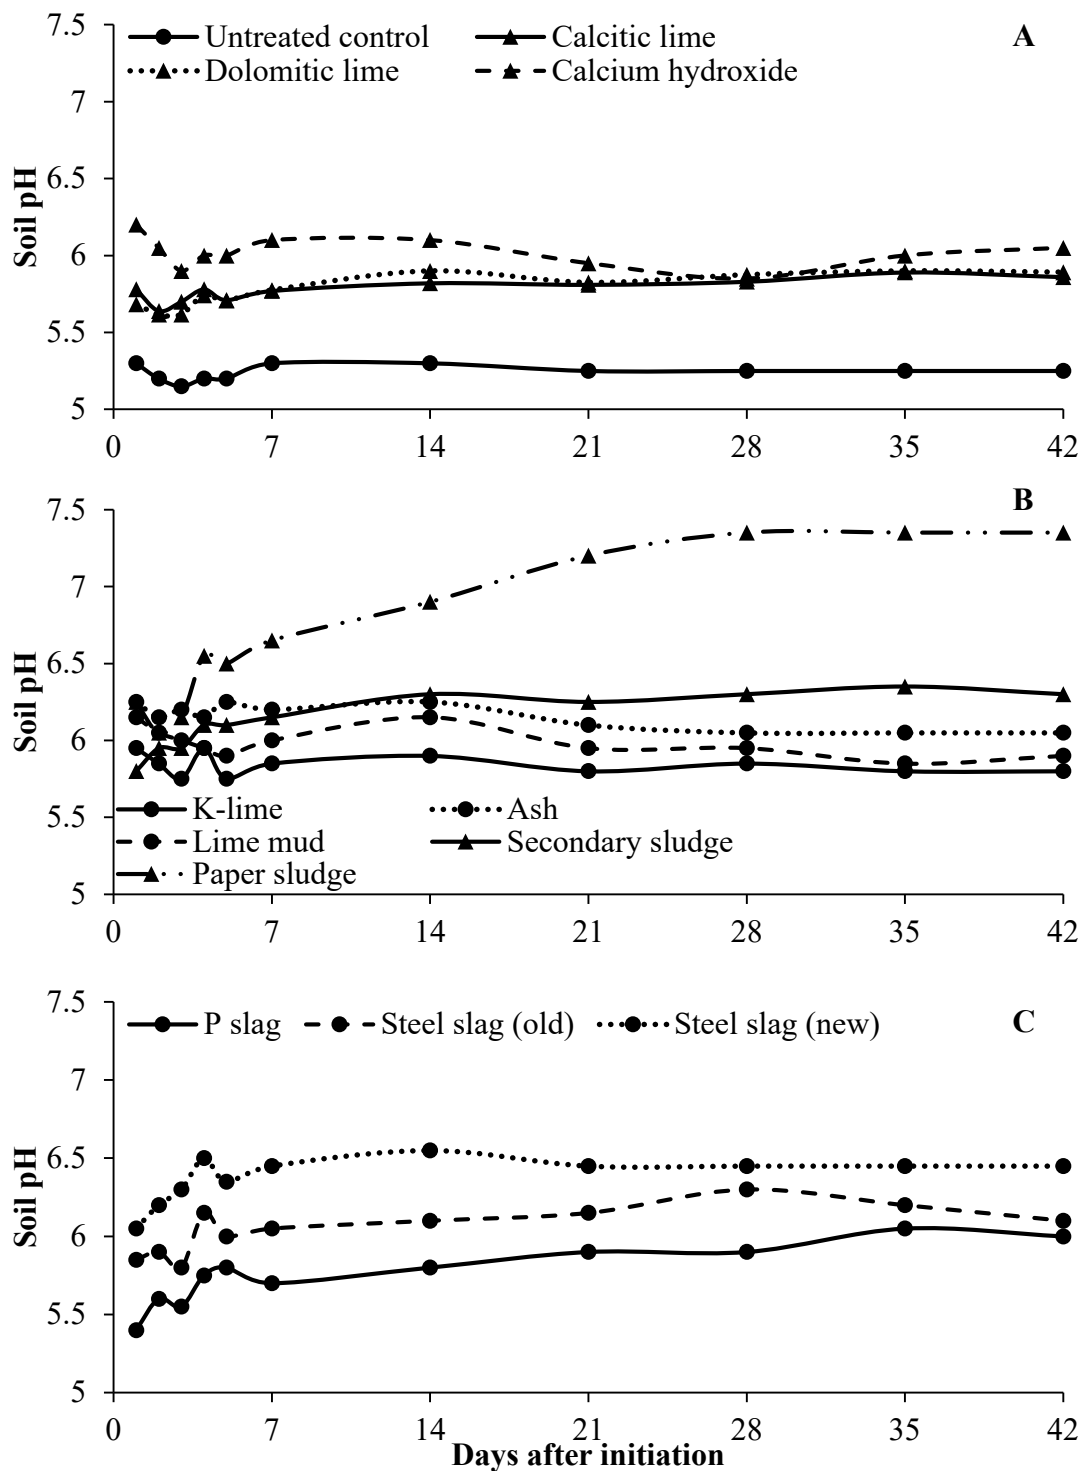 7.5
Untreated control
Calcitic lime
A
Dolomitic lime
Calcium hydroxide
7
6.5
Soil pH
6
5.5
5
0 7 14 21 28 35 42
7.5
B
7
6.5
Soil pH
6
5.5
K-lime
Ash
Lime mud
Secondary sludge
Paper sludge
5
0 7 14 21 28 35 42
7.5
P slag
Steel slag (old)
Steel slag (new)
C
7
6.5
Soil pH
6
5.5
5
0 7 14 21 28 35 42
Days after initiation